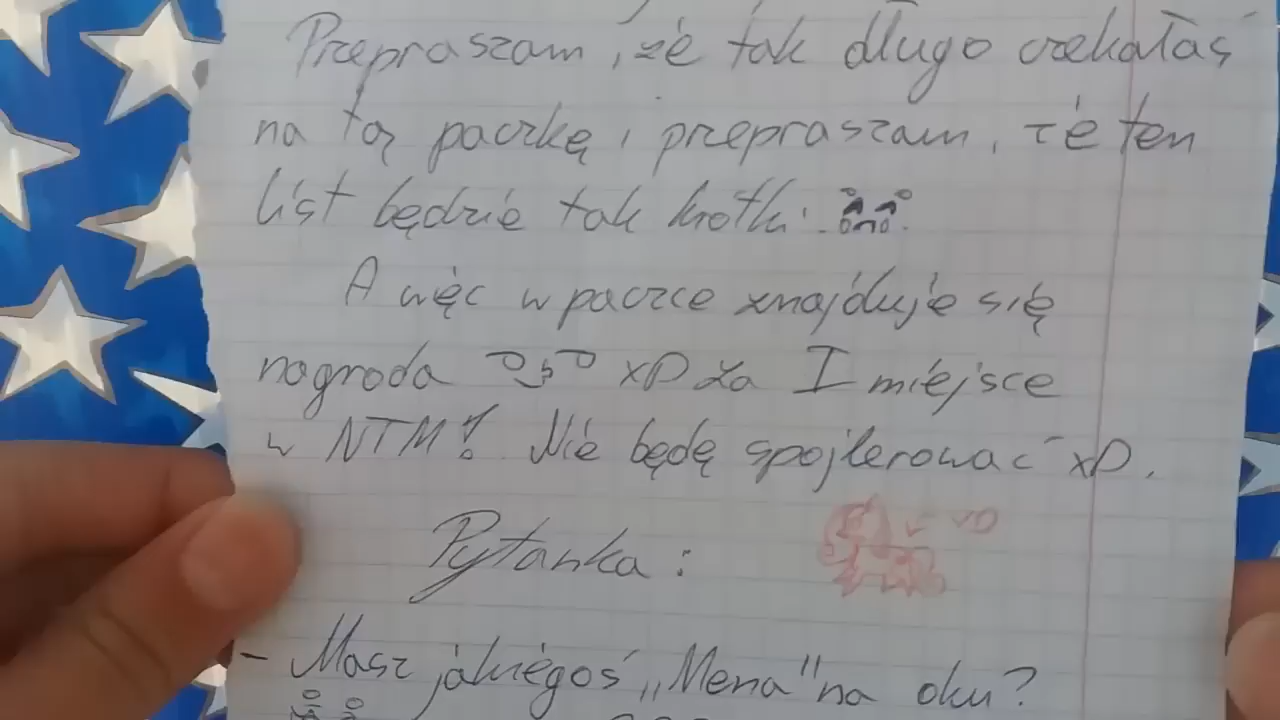 Przepraszam, że tak długo czekałaś
na tą paczkę i przepraszam, że ten
list będzie tak krótki.
A więc w paczce znajduje się
nagroda xD za I miejsce
w NTM! Nie będę spojlerować xD.
Pytanka:
xD
- Masz jakiegoś „Mena" na oku?